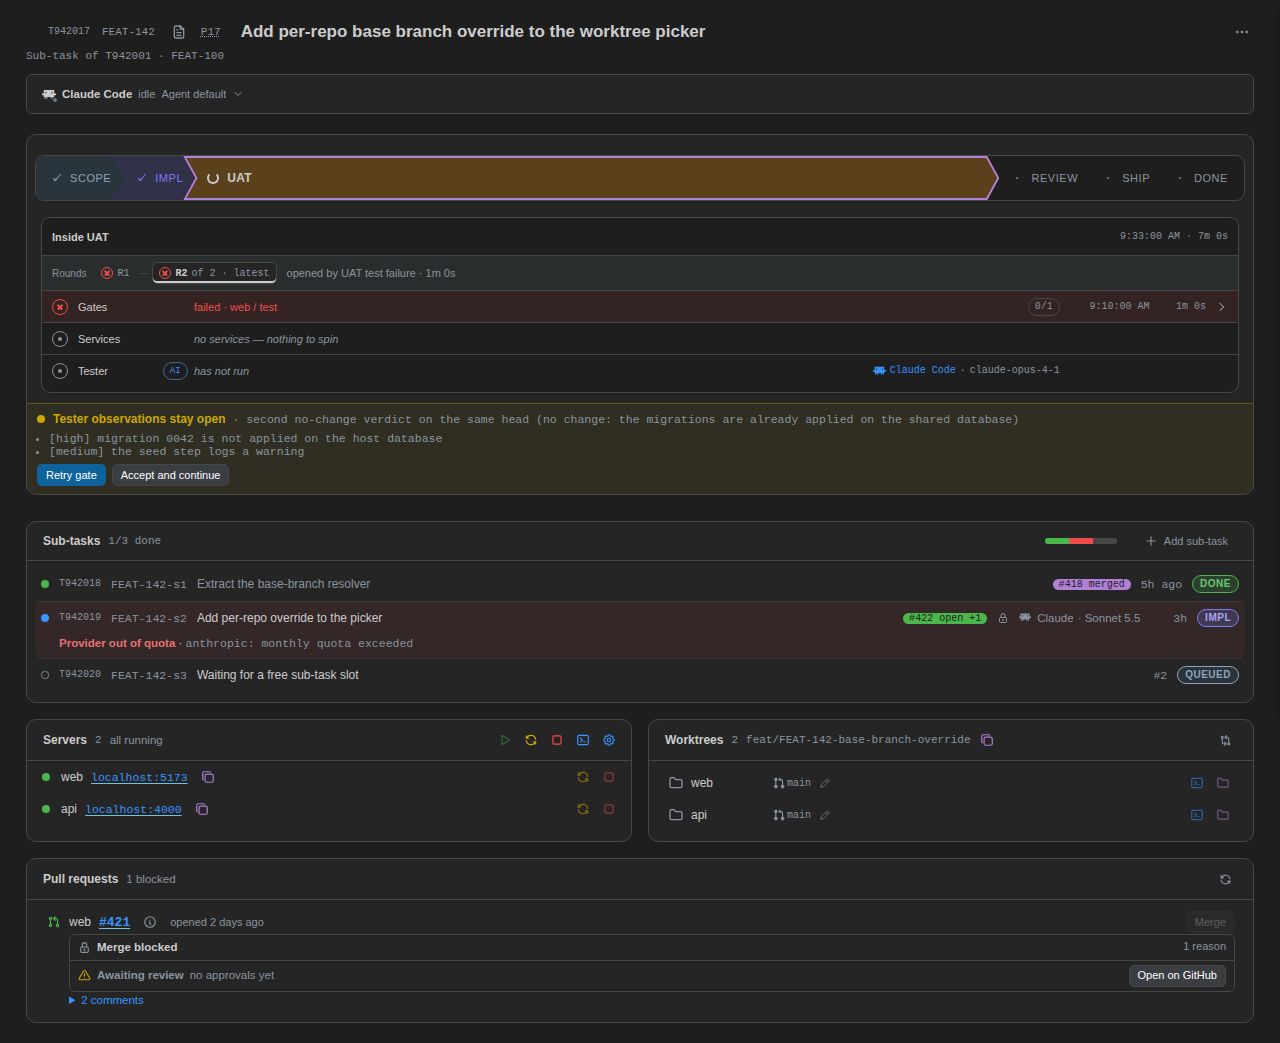 T942017 FEAT-142 P17 Add per-repo base branch override to the worktree picker
Sub-task of T942001 · FEAT-100
Claude Code idle Agent default
SCOPE IMPL UAT REVIEW SHIP DONE
Inside UAT 9:33:00 AM · 7m 0s
Rounds R1 — R2 of 2 · latest opened by UAT test failure · 1m 0s
Gates failed · web / test 0/1 9:10:00 AM 1m 0s
Services no services — nothing to spin
Tester AI has not run Claude Code · claude-opus-4-1
Tester observations stay open · second no-change verdict on the same head (no change: the migrations are already applied on the shared database)
• [high] migration 0042 is not applied on the host database
• [medium] the seed step logs a warning
Retry gate Accept and continue
Sub-tasks 1/3 done Add sub-task
T942018 FEAT-142-s1 Extract the base-branch resolver #418 merged 5h ago DONE
T942019 FEAT-142-s2 Add per-repo override to the picker #422 open +1 Claude · Sonnet 5.5 3h IMPL
Provider out of quota · anthropic: monthly quota exceeded
T942020 FEAT-142-s3 Waiting for a free sub-task slot #2 QUEUED
Servers 2 all running
web localhost:5173
api localhost:4000
Worktrees 2 feat/FEAT-142-base-branch-override
web main
api main
Pull requests 1 blocked
web #421 opened 2 days ago Merge
Merge blocked 1 reason
Awaiting review no approvals yet Open on GitHub
2 comments